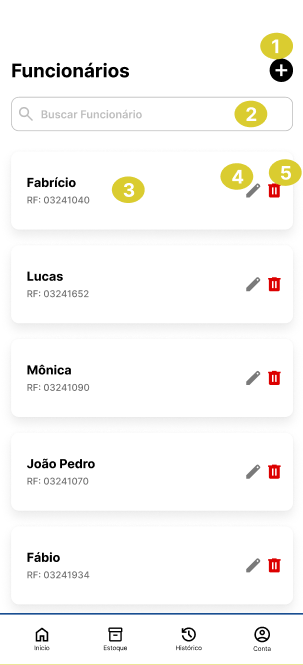 1
Funcionários
Buscar Funcionário 2
Fabrício
RF: 03241040
3
4
5
Lucas
RF: 03241652
Mônica
RF: 03241090
João Pedro
RF: 03241070
Fábio
RF: 03241934
Início Estoque Histórico Conta